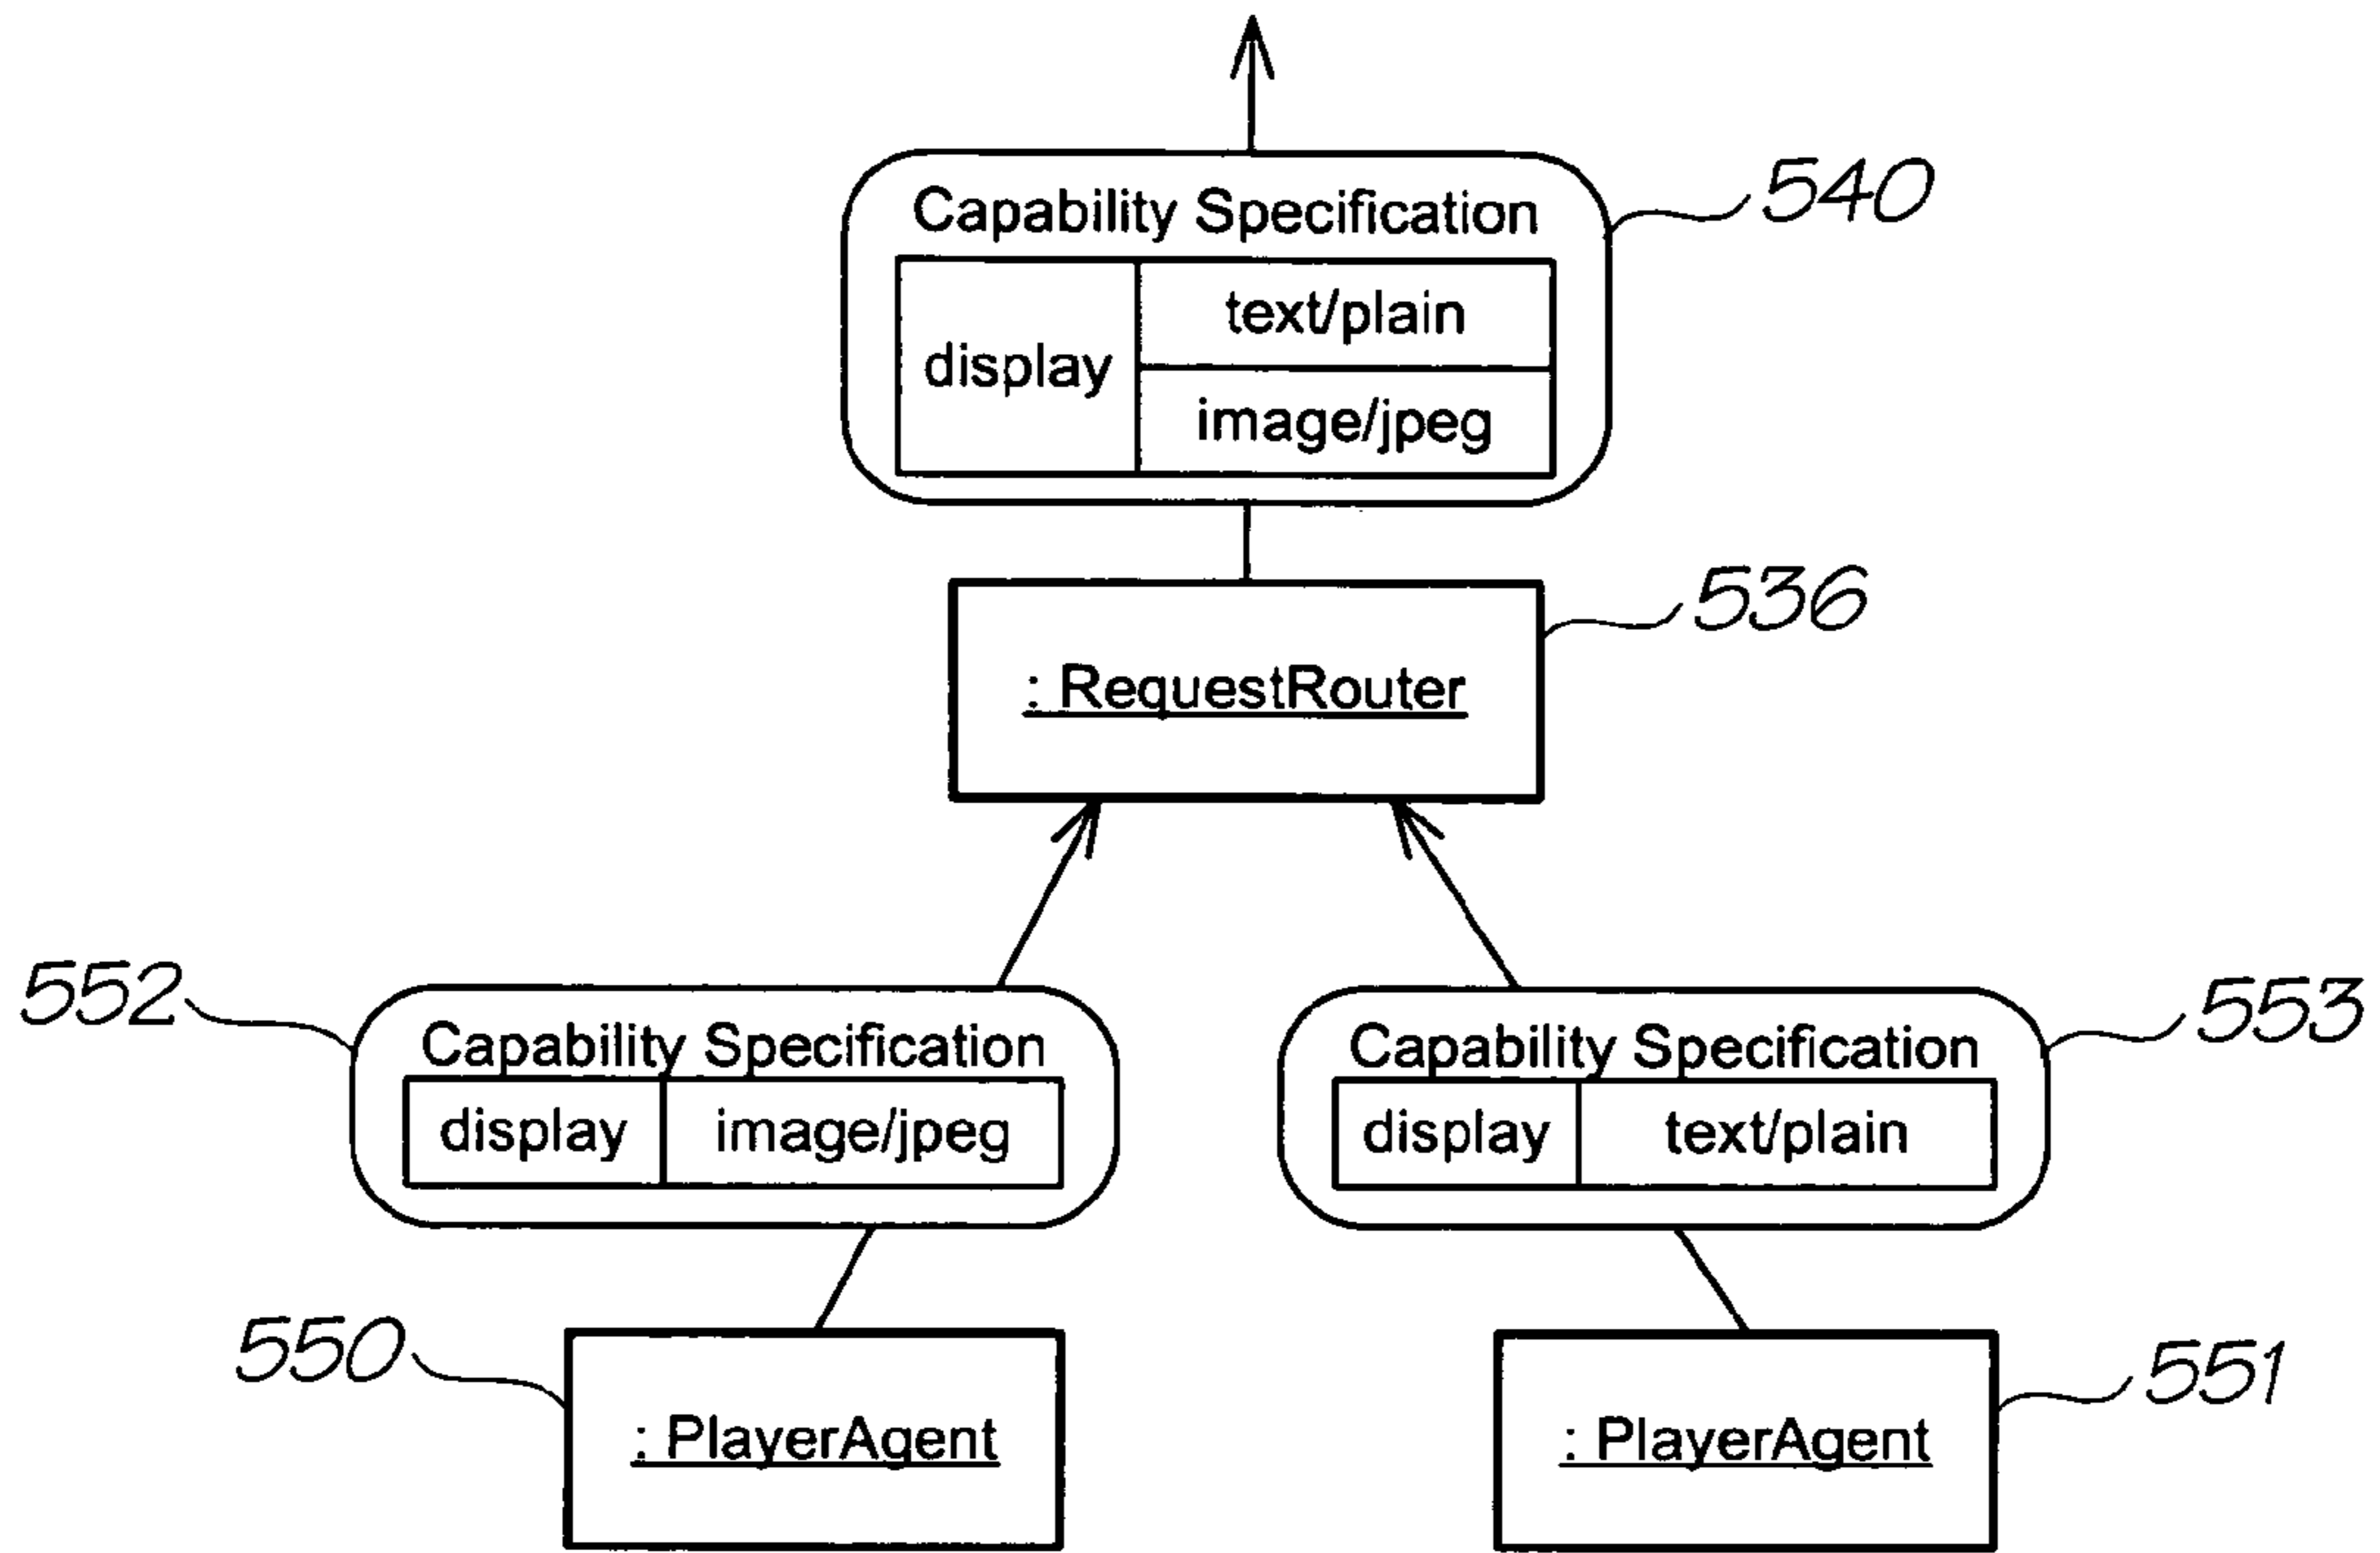 Capability Specification
540
display
text/plain
image/jpeg
536
: RequestRouter
552
Capability Specification
display image/jpeg
553
Capability Specification
display text/plain
550
: PlayerAgent
551
: PlayerAgent